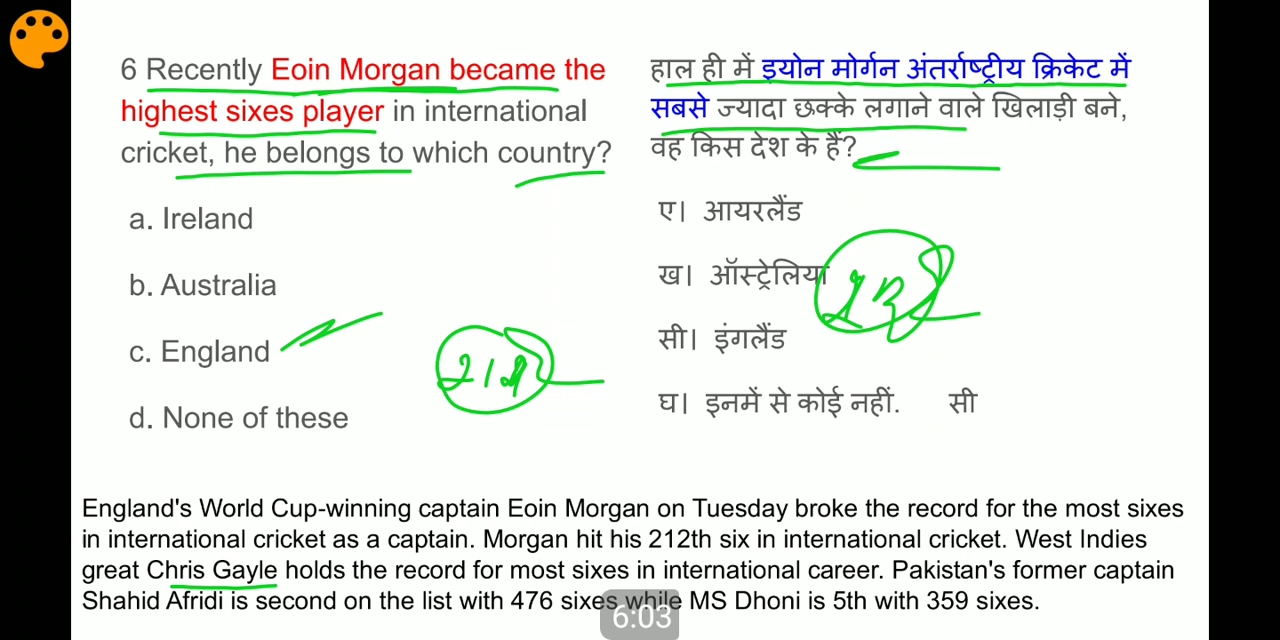 6 Recently Eoin Morgan became the
highest sixes player in international
cricket, he belongs to which country?
a. Ireland
b. Australia
c. England
d. None of these
हाल ही में इयोन मोर्गन अंतर्राष्ट्रीय क्रिकेट में
सबसे ज्यादा छक्के लगाने वाले खिलाड़ी बने,
वह किस देश के हैं?
ए। आयरलैंड
ख। ऑस्ट्रेलिया
सी। इंगलैंड
घ। इनमें से कोई नहीं. सी
England's World Cup-winning captain Eoin Morgan on Tuesday broke the record for the most sixes
in international cricket as a captain. Morgan hit his 212th six in international cricket. West Indies
great Chris Gayle holds the record for most sixes in international career. Pakistan's former captain
Shahid Afridi is second on the list with 476 sixes while MS Dhoni is 5th with 359 sixes.
6:03